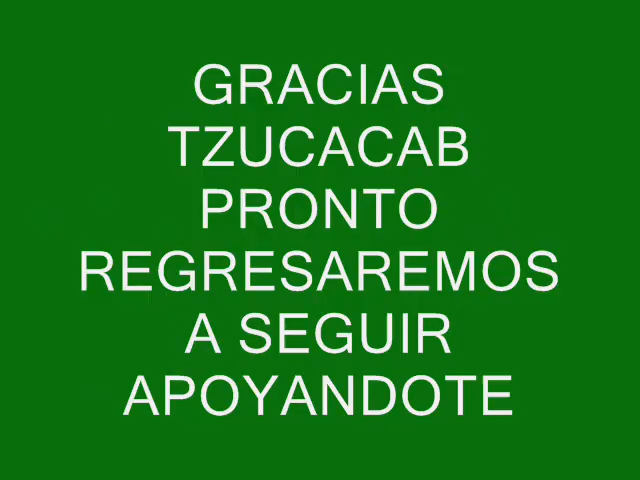 GRACIAS
TZUCACAB
PRONTO
REGRESAREMOS
A SEGUIR
APOYANDOTE